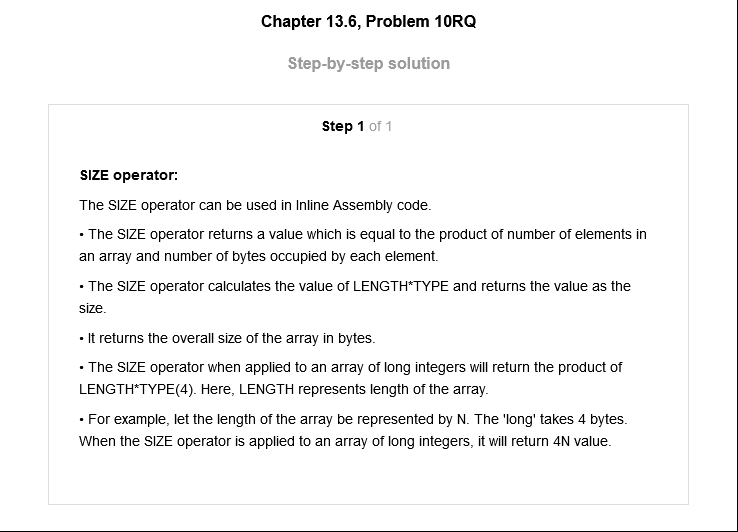 Chapter 13.6, Problem 10RQ
Step-by-step solution
Step 1 of 1
SIZE operator:
The SIZE operator can be used in Inline Assembly code.
• The SIZE operator returns a value which is equal to the product of number of elements in
an array and number of bytes occupied by each element.
• The SIZE operator calculates the value of LENGTH*TYPE and returns the value as the
size.
• It returns the overall size of the array in bytes.
• The SIZE operator when applied to an array of long integers will return the product of
LENGTH*TYPE(4). Here, LENGTH represents length of the array.
• For example, let the length of the array be represented by N. The 'long' takes 4 bytes.
When the SIZE operator is applied to an array of long integers, it will return 4N value.